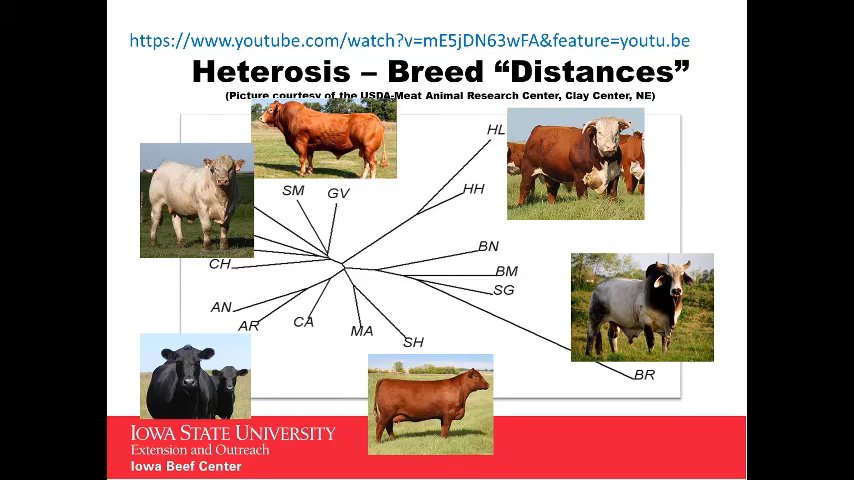 https://www.youtube.com/watch?v=mE5jDN63wFA&feature=youtu.be
Heterosis – Breed “Distances”
(Picture courtesy of the USDA-Meat Animal Research Center, Clay Center, NE)
HL
SM
GV
HH
BN
CH
BM
SG
AN
AR
CA
MA
SH
BR
IOWA STATE UNIVERSITY
Extension and Outreach
Iowa Beef Center